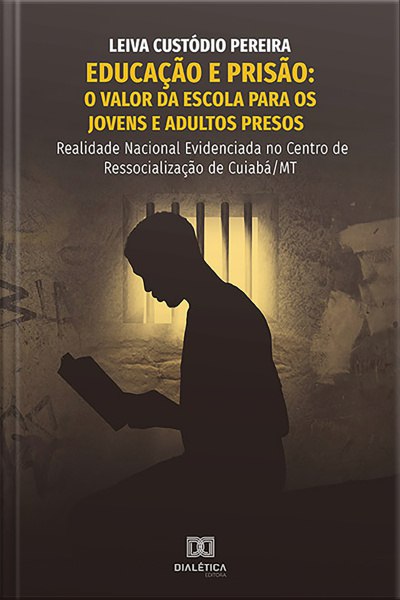 LEIVA CUSTÓDIO PEREIRA
EDUCAÇÃO E PRISÃO:
O VALOR DA ESCOLA PARA OS
JOVENS E ADULTOS PRESOS
Realidade Nacional Evidenciada no Centro de
Ressocialização de Cuiabá/MT
DIALÉTICA
EDITORA